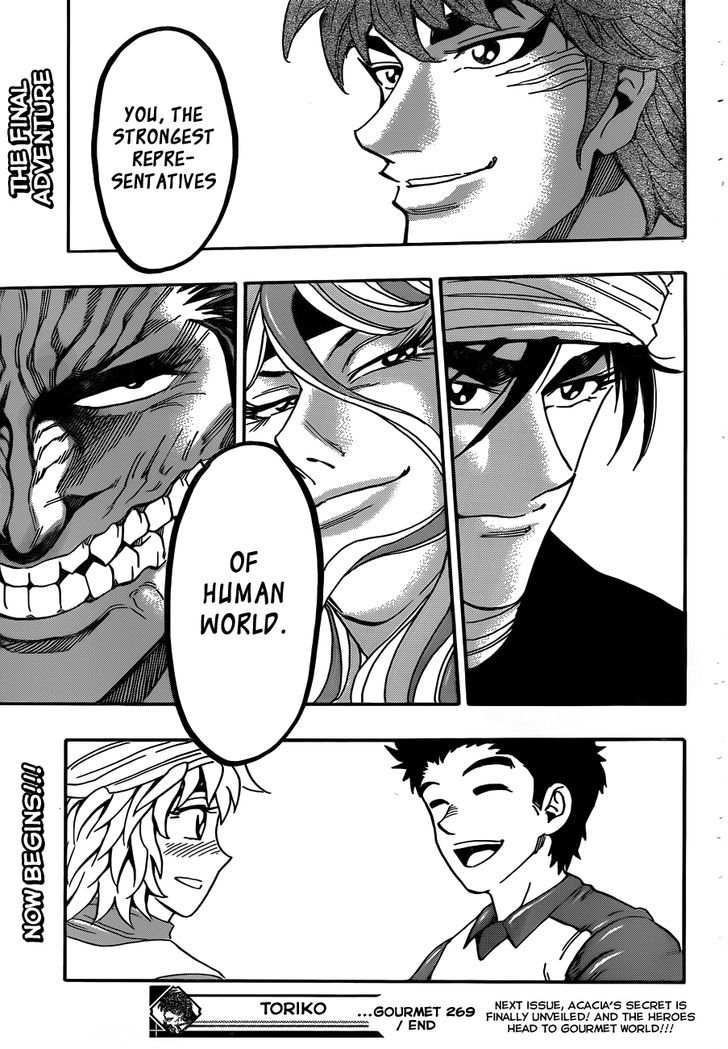 THE FINAL
ADVENTURE
YOU, THE
STRONGEST
REPRE-
SENTATIVES
OF
HUMAN
WORLD.
NOW BEGINS!!!
TORIKO
...GOURMET 269
/ END
NEXT ISSUE, ACACIA'S SECRET IS
FINALLY UNVEILED! AND THE HEROES
HEAD TO GOURMET WORLD!!!